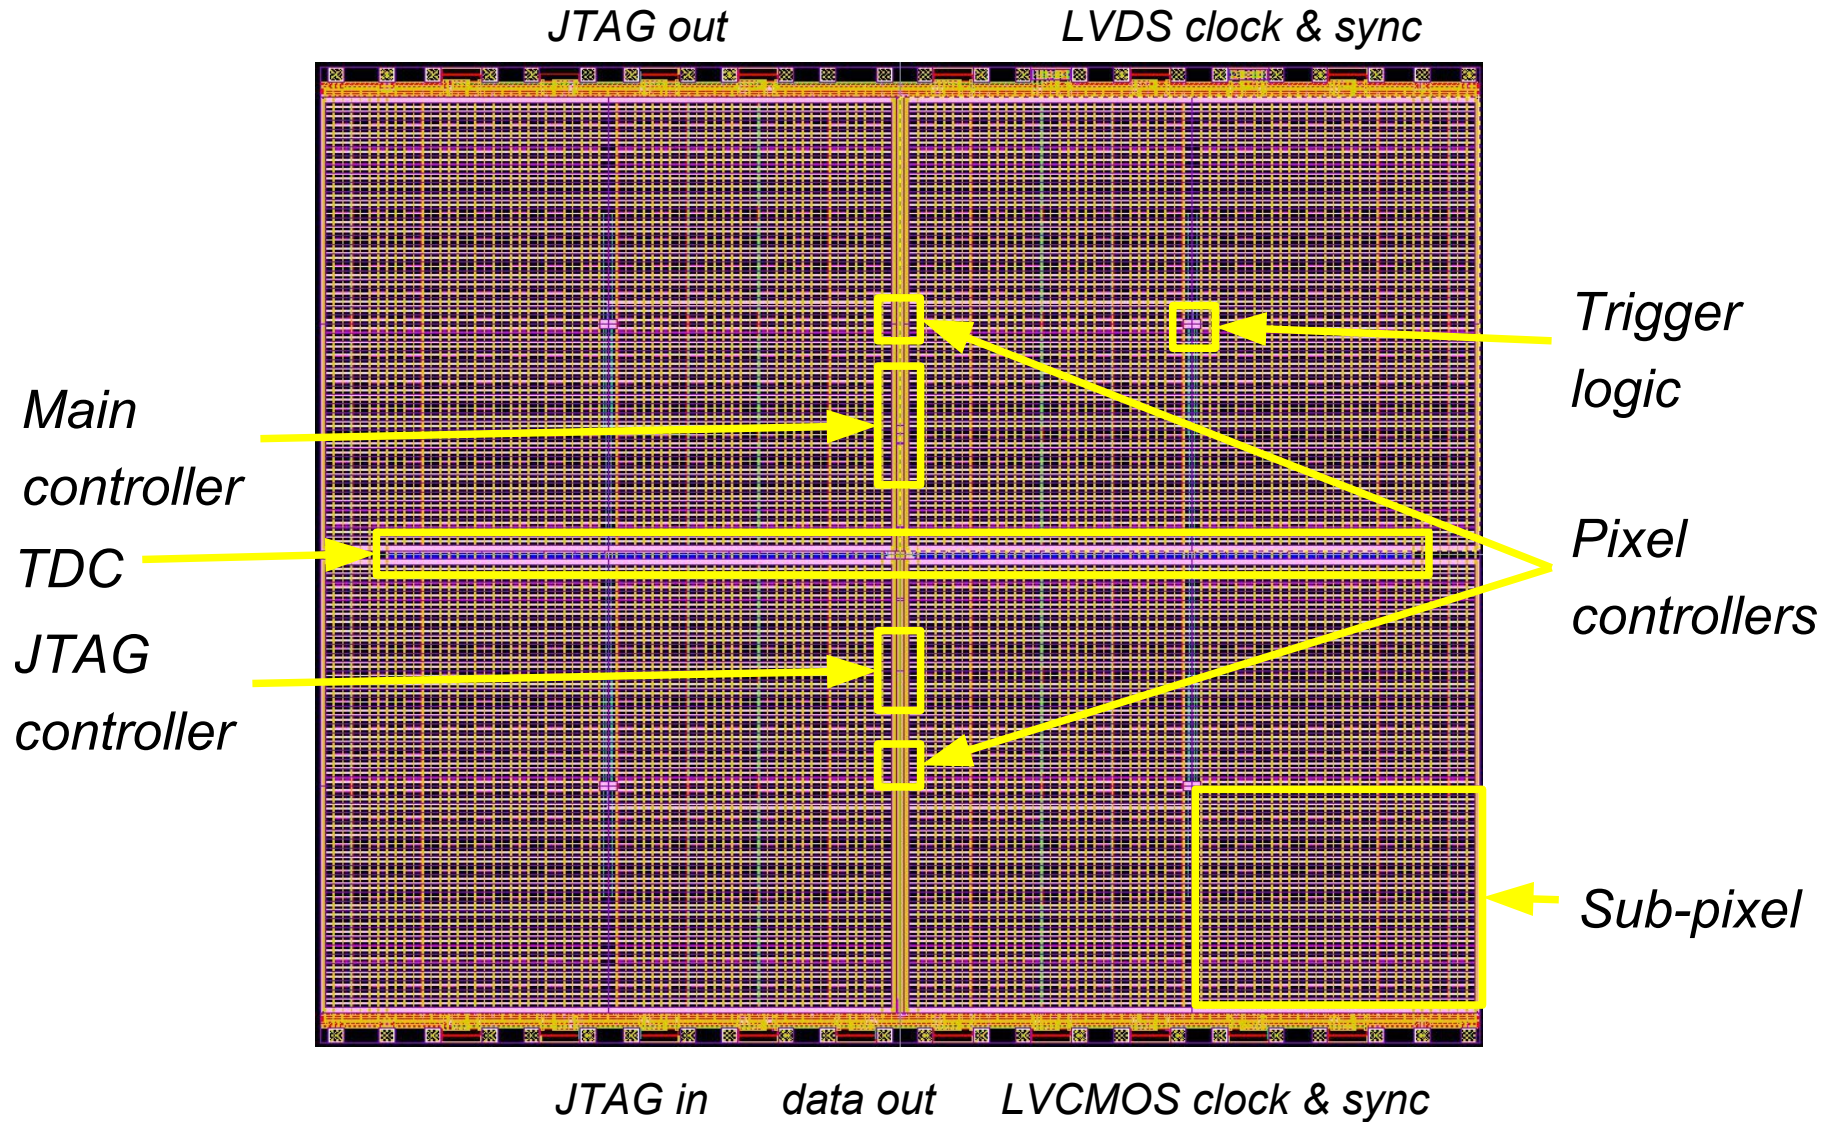 JTAG out
LVDS clock & sync
Trigger
logic
Main
controller
TDC
Pixel
controllers
JTAG
controller
Sub-pixel
JTAG in
data out
LVCMOS clock & sync